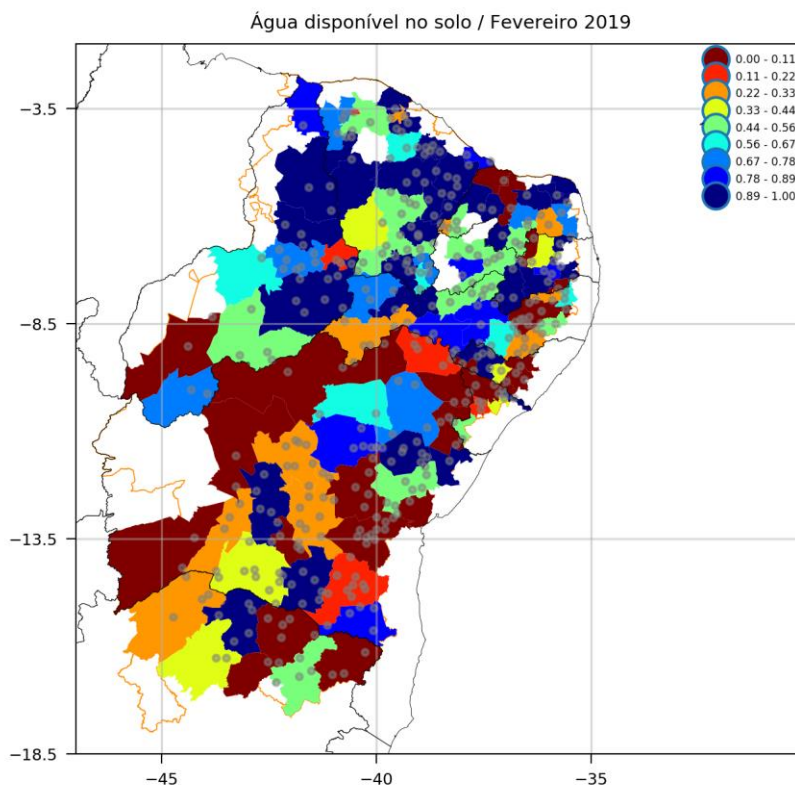 Água disponível no solo / Fevereiro 2019
0.00 - 0.11
0.11 - 0.22
0.22 - 0.33
0.33 - 0.44
0.44 - 0.56
0.56 - 0.67
0.67 - 0.78
0.78 - 0.89
0.89 - 1.00
−3.5
−8.5
−13.5
−18.5
−45
−40
−35